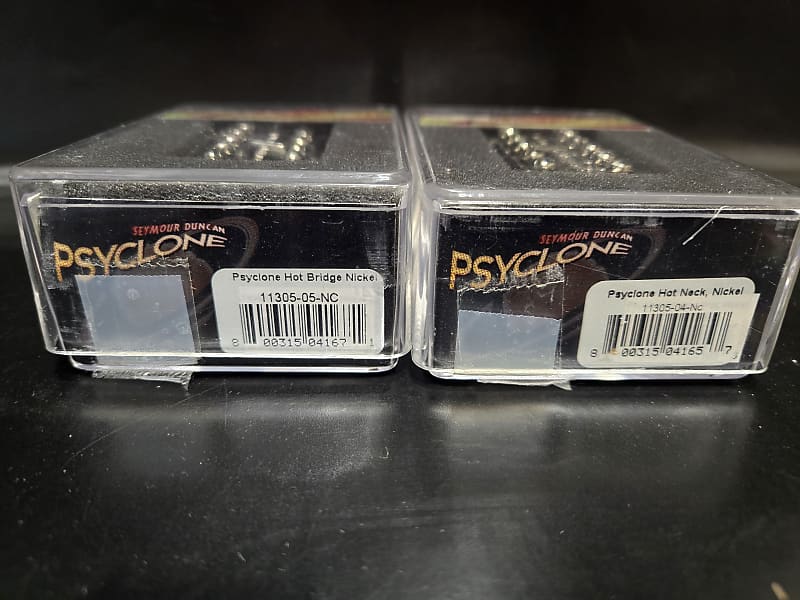 SEYMOUR DUNCAN
PSYCLONE
Psyclone Hot Bridge Nickel
11305-05-NC
8 00315 04167 1
SEYMOUR DUNCAN
PSYCLONE
Psyclone Hot Neck, Nickel
11305-04-Nc
8 00315 04165 7